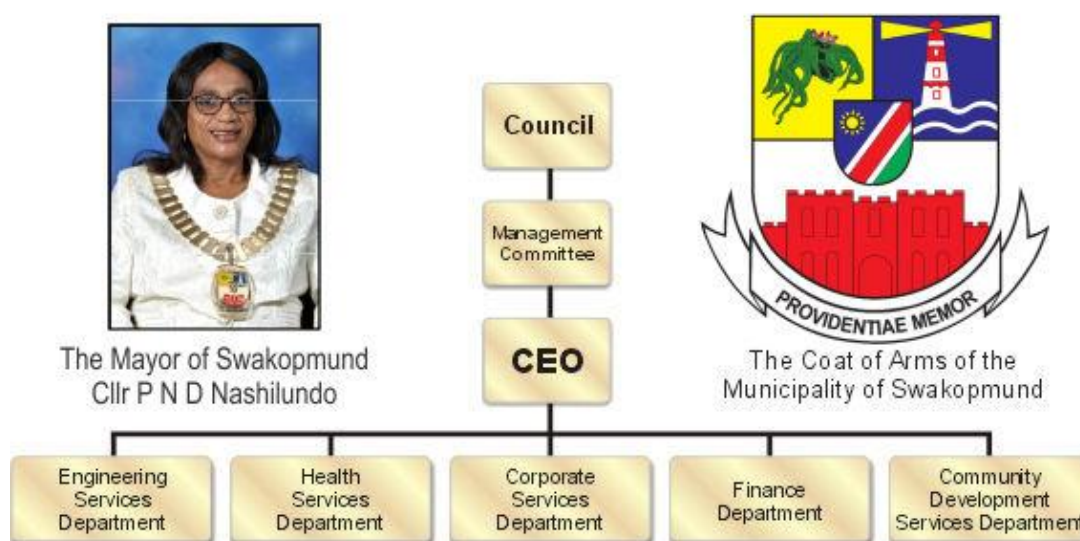 Council
Management
Committee
CEO
The Mayor of Swakopmund
Cllr P N D Nashilundo
PROVIDENTIAE MEMOR
The Coat of Arms of the
Municipality of Swakopmund
Engineering
Services
Department
Health
Services
Department
Corporate
Services
Department
Finance
Department
Community
Development
Services Department